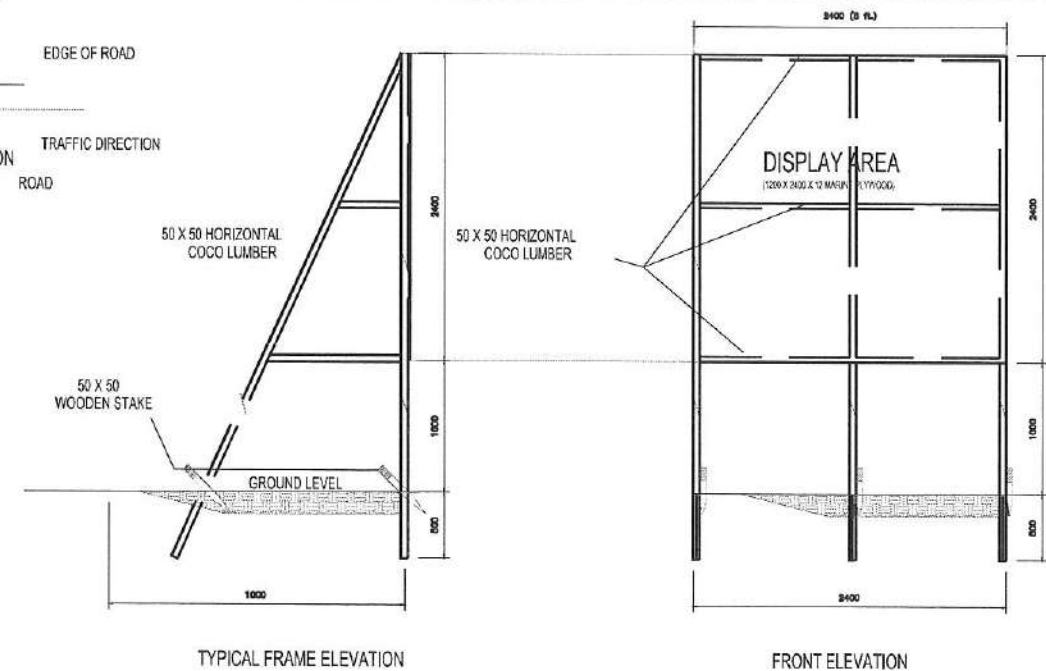 EDGE OF ROAD
TRAFFIC DIRECTION
ON
ROAD
50 X 50 HORIZONTAL
COCO LUMBER
50 X 50
WOODEN STAKE
GROUND LEVEL
2400
1000
1000
TYPICAL FRAME ELEVATION
2400 (8 ft.)
DISPLAY AREA
(1200 X 2400 X 12 MARINE PLYWOOD)
50 X 50 HORIZONTAL
COCO LUMBER
2400
1000
2400
FRONT ELEVATION